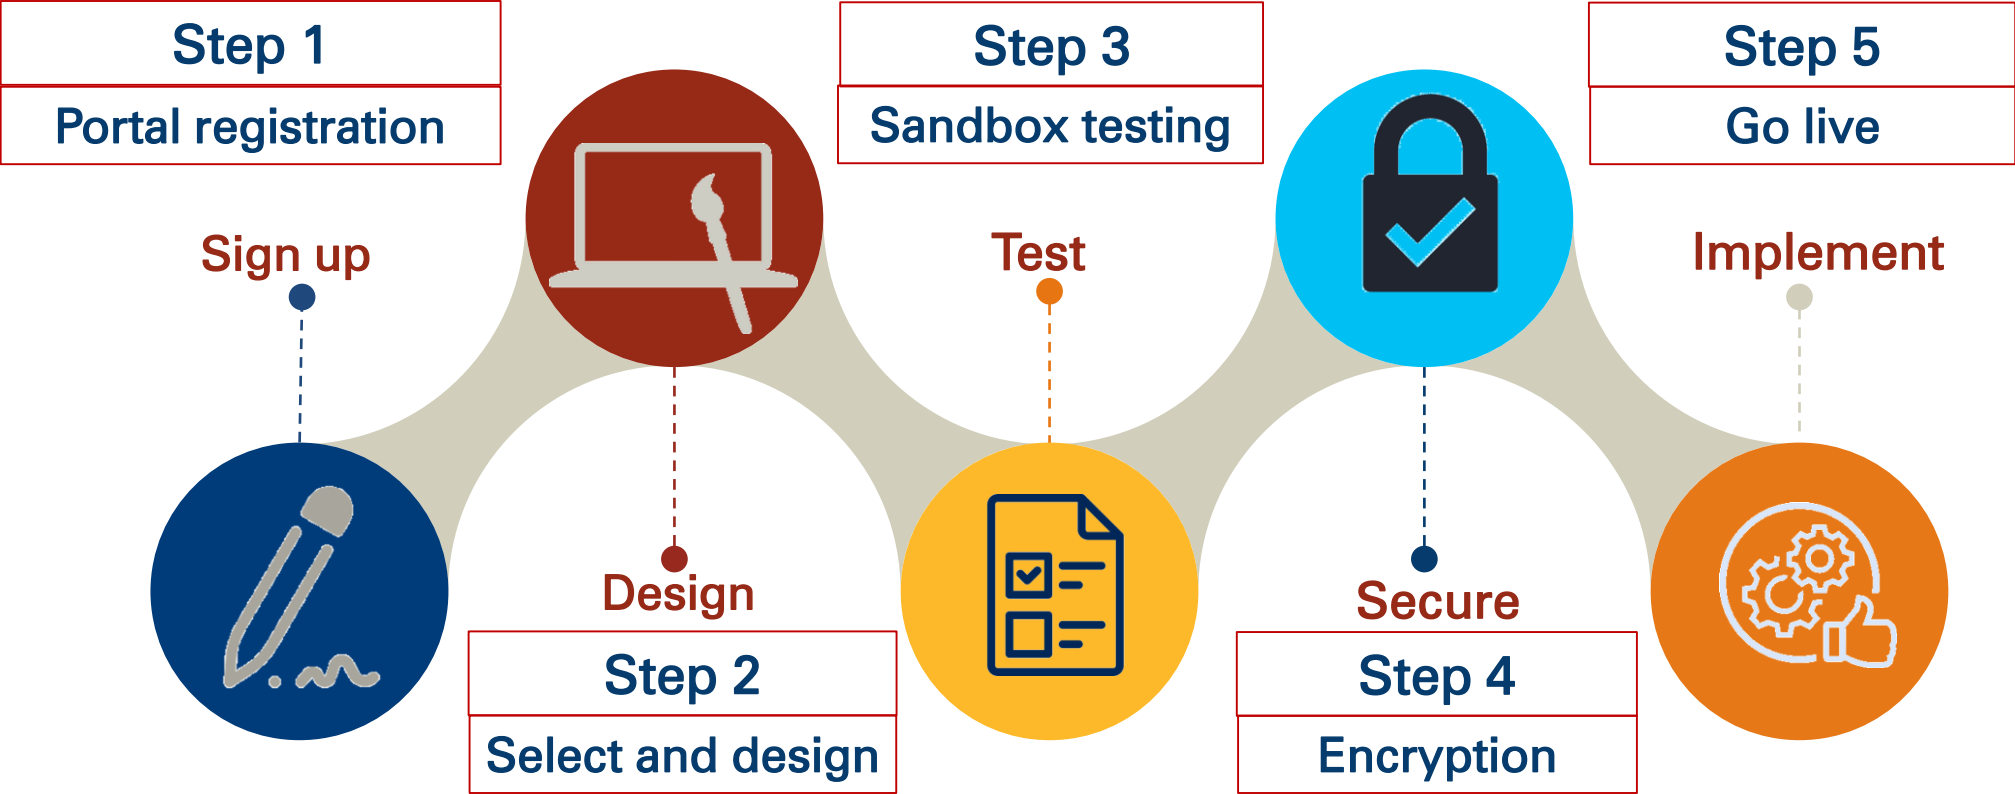 Step 1
Portal registration
Sign up
Design
Step 2
Select and design
Step 3
Sandbox testing
Test
Secure
Step 4
Encryption
Step 5
Go live
Implement